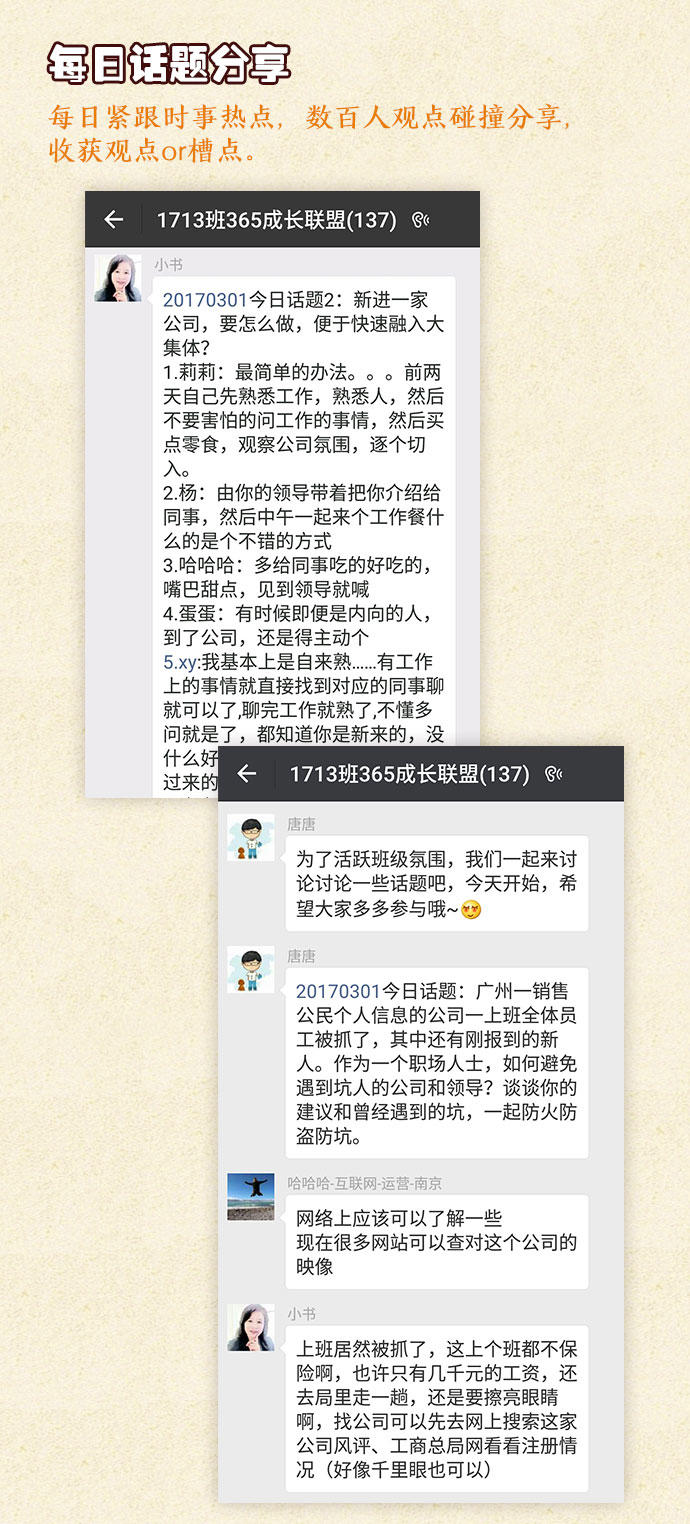 每日话题分享
每日紧跟时事热点，数百人观点碰撞分享，
收获观点or槽点。
1713班365成长联盟(137)
小书
20170301今日话题2：新进一家
公司，要怎么做，便于快速融入大
集体？
1.莉莉：最简单的办法。。。前两
天自己先熟悉工作，熟悉人，然后
不要害怕的问工作的事情，然后买
点零食，观察公司氛围，逐个切
入。
2.杨：由你的领导带着把你介绍给
同事，然后中午一起来个工作餐什
么的是个不错的方式
3.哈哈哈：多给同事吃的好吃的，
嘴巴甜点，见到领导就喊
4.蛋蛋：有时候即便是内向的人，
到了公司，还是得主动个
5.xy:我基本上是自来熟……有工作
上的事情就直接找到对应的同事聊
就可以了,聊完工作就熟了,不懂多
问就是了，都知道你是新来的，没
什么好
过来的
1713班365成长联盟(137)
唐唐
为了活跃班级氛围，我们一起来讨
论讨论一些话题吧，今天开始，希
望大家多多参与哦~😍
唐唐
20170301今日话题：广州一销售
公民个人信息的公司一上班全体员
工被抓了，其中还有刚报到的新
人。作为一个职场人士，如何避免
遇到坑人的公司和领导？谈谈你的
建议和曾经遇到的坑，一起防火防
盗防坑。
哈哈哈-互联网-运营-南京
网络上应该可以了解一些
现在很多网站可以查对这个公司的
映像
小书
上班居然被抓了，这上个班都不保
险啊，也许只有几千元的工资，还
去局里走一趟，还是要擦亮眼睛
啊，找公司可以先去网上搜索这家
公司风评、工商总局网看看注册情
况（好像千里眼也可以）